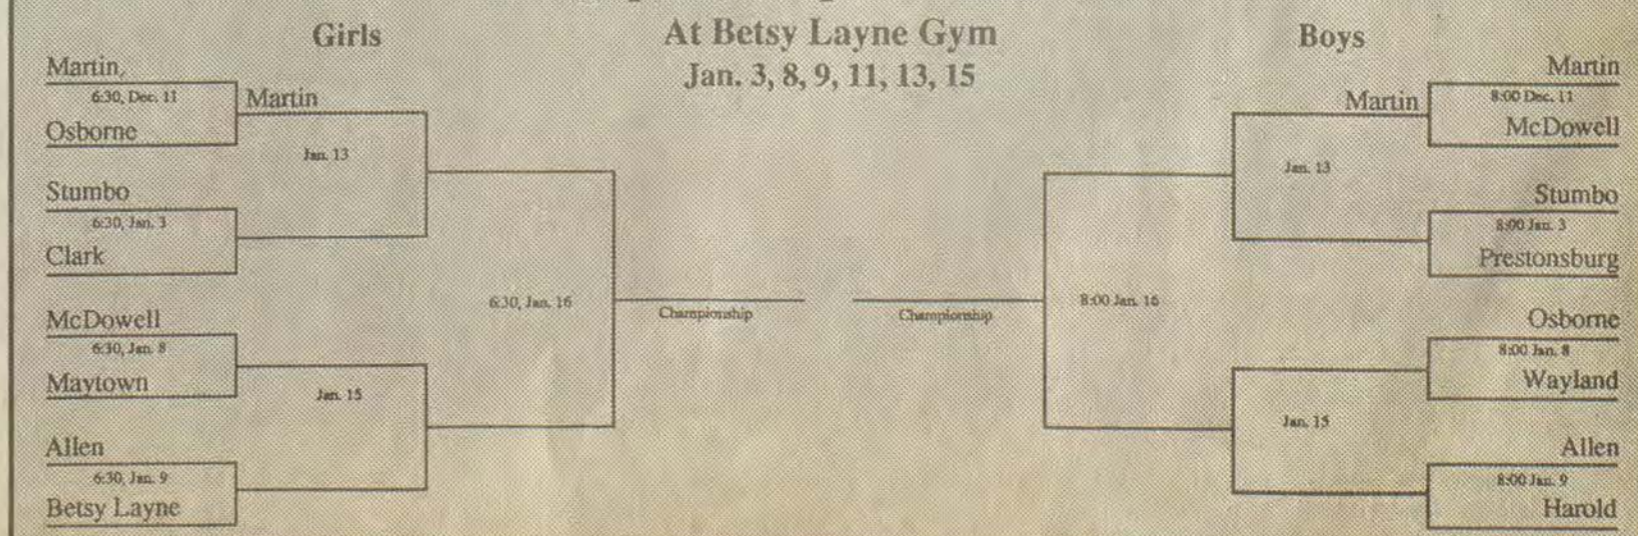 Girls
At Betsy Layne Gym
Boys
Jan. 3, 8, 9, 11, 13, 15
Martin
6:30, Dec. 11
Osborne
Martin
Jan. 13
Stumbo
6:30, Jan. 3
Clark
McDowell
6:30, Jan. 8
Maytown
Jan. 15
Allen
6:30, Jan. 9
Betsy Layne
6:30, Jan. 16
Championship
Championship
8:00 Jan. 16
Martin
8:00 Dec. 11
McDowell
Martin
Jan. 13
Stumbo
8:00 Jan. 3
Prestonsburg
Osborne
8:00 Jan. 8
Wayland
Jan. 15
Allen
8:00 Jan. 9
Harold